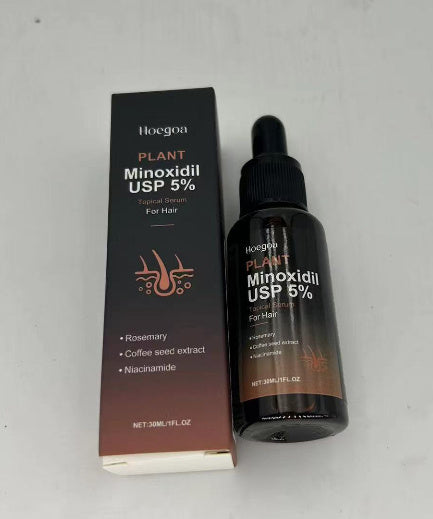 Hoegoa
PLANT
Minoxidil
USP 5%
Topical Serum
For Hair
• Rosemary
• Coffee seed extract
• Niacinamide
NET:30ML/1FL.OZ
Hoegoa
PLANT
Minoxidil
USP 5%
Topical Serum
For Hair
• Rosemary
• Coffee seed extract
• Niacinamide
NET:30ML/1FL.OZ